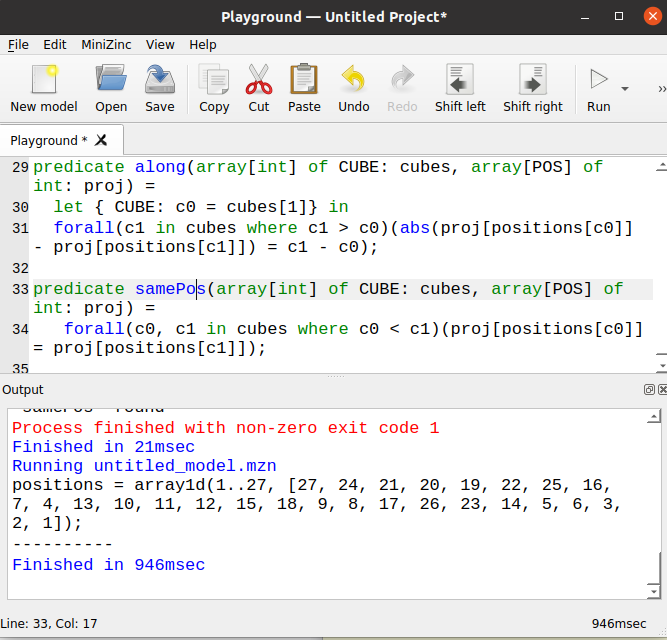 Playground — Untitled Project*
File Edit MiniZinc View Help
New model Open Save Copy Cut Paste Undo Redo Shift left Shift right Run »
Playground *
29 predicate along(array[int] of CUBE: cubes, array[POS] of
int: proj) =
30 let { CUBE: c0 = cubes[1]} in
31 forall(c1 in cubes where c1 > c0)(abs(proj[positions[c0]]
- proj[positions[c1]]) = c1 - c0);
32
33 predicate samePos(array[int] of CUBE: cubes, array[POS] of
int: proj) =
34 forall(c0, c1 in cubes where c0 < c1)(proj[positions[c0]]
= proj[positions[c1]]);
35
Output
Process finished with non-zero exit code 1
Finished in 21msec
Running untitled_model.mzn
positions = array1d(1..27, [27, 24, 21, 20, 19, 22, 25, 16,
7, 4, 13, 10, 11, 12, 15, 18, 9, 8, 17, 26, 23, 14, 5, 6, 3,
2, 1]);
----------
Finished in 946msec
Line: 33, Col: 17 946msec